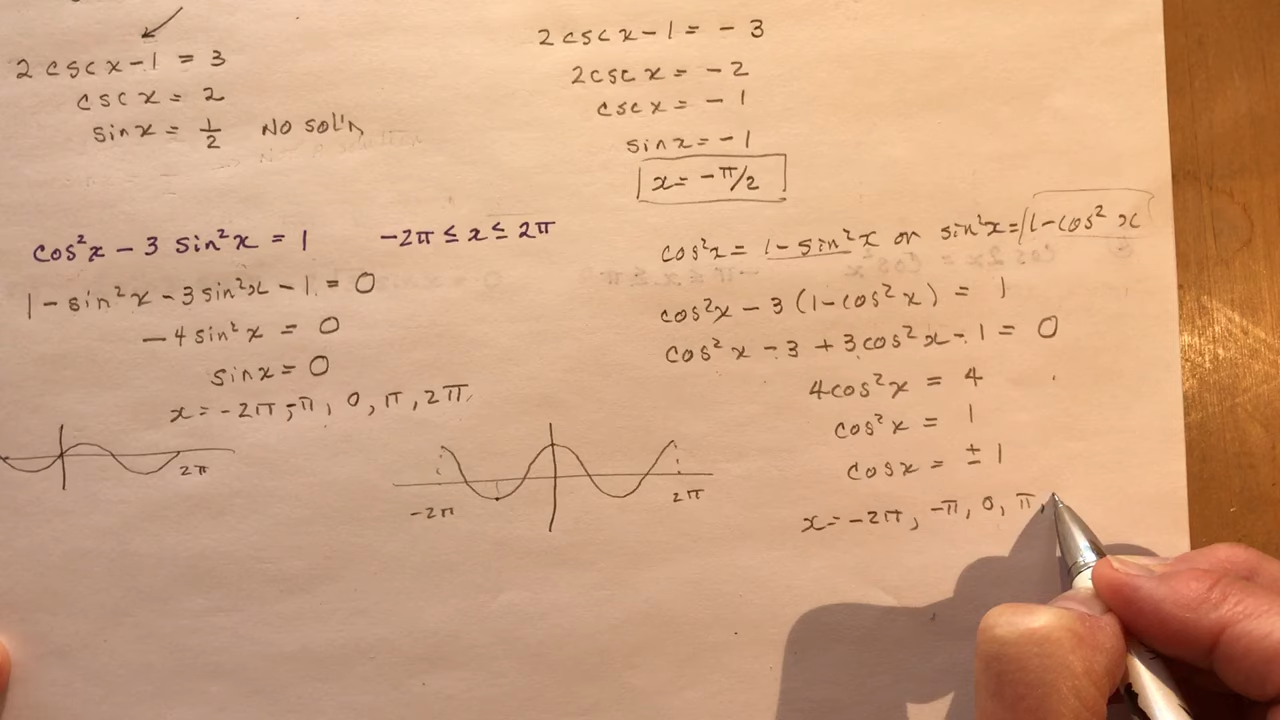 2 csc x - 1 = 3
csc x = 2
sin x = 1/2 No sol'n
2 csc x - 1 = - 3
2 csc x = - 2
csc x = - 1
sin x = - 1
x = - π/2
cos²x - 3 sin²x = 1 -2π ≤ x ≤ 2π
1 - sin²x - 3 sin²x - 1 = 0
- 4 sin²x = 0
sin x = 0
x = -2π, -π, 0, π, 2π
2π
-2π 2π
cos²x = 1 - sin²x or sin²x = 1 - cos²x
cos²x - 3 (1 - cos²x) = 1
cos²x - 3 + 3 cos²x - 1 = 0
4 cos²x = 4
cos²x = 1
cos x = ± 1
x = -2π, -π, 0, π,